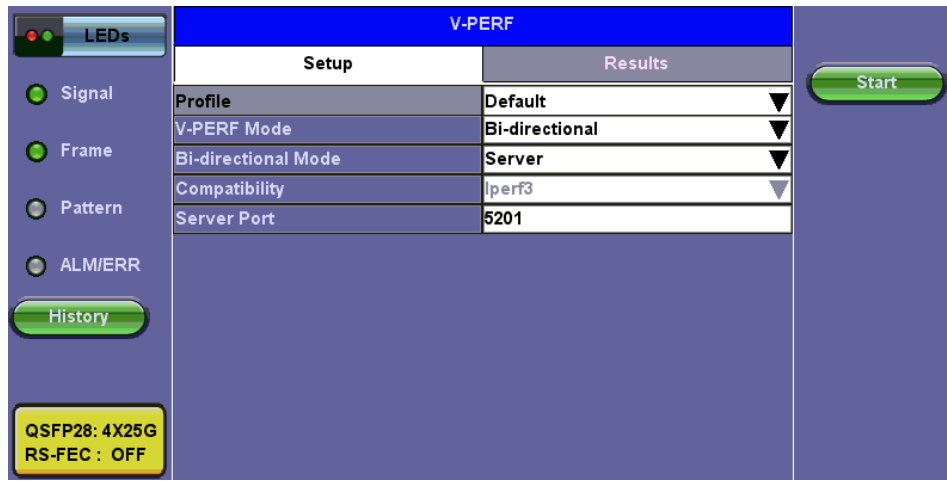 LEDs
Signal
Frame
Pattern
ALM/ERR
History
QSFP28: 4X25G
RS-FEC : OFF
V-PERF
Setup Results
Profile Default
V-PERF Mode Bi-directional
Bi-directional Mode Server
Compatibility Iperf3
Server Port 5201
Start